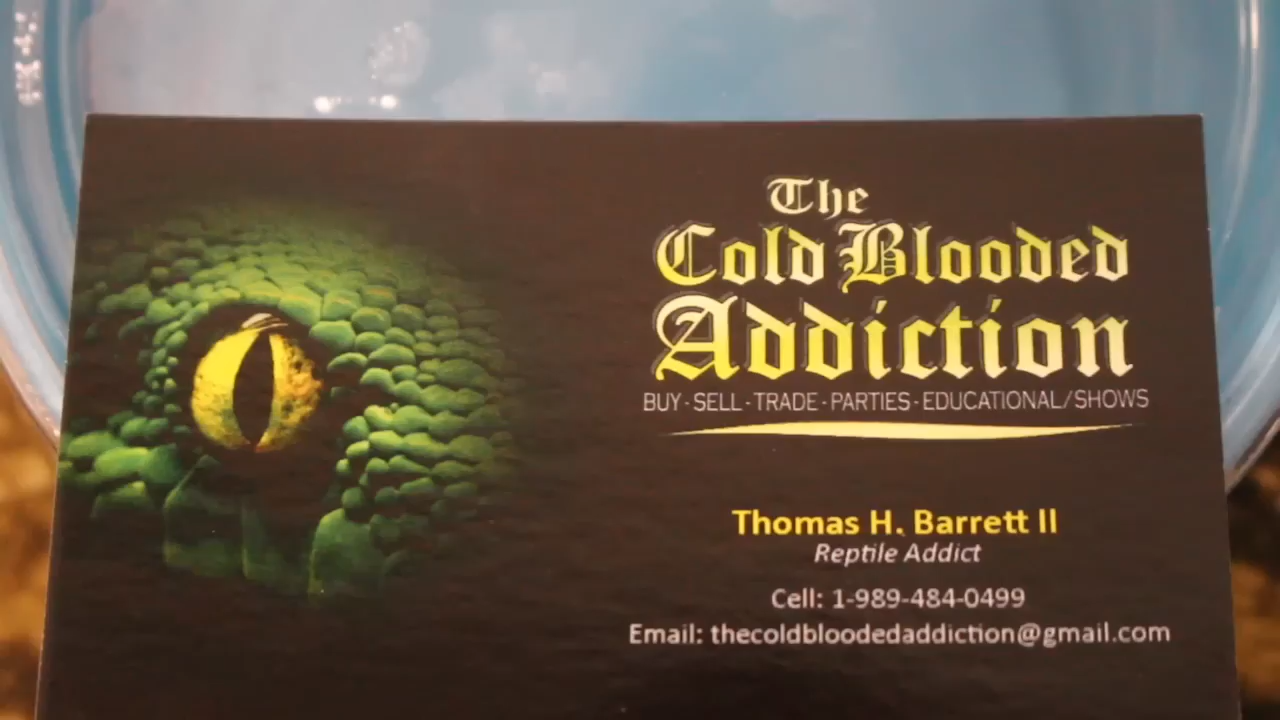 The
Cold Blooded
Addiction
BUY - SELL - TRADE - PARTIES - EDUCATIONAL/SHOWS
Thomas H. Barrett II
Reptile Addict
Cell: 1-989-484-0499
Email: thecoldbloodedaddiction@gmail.com